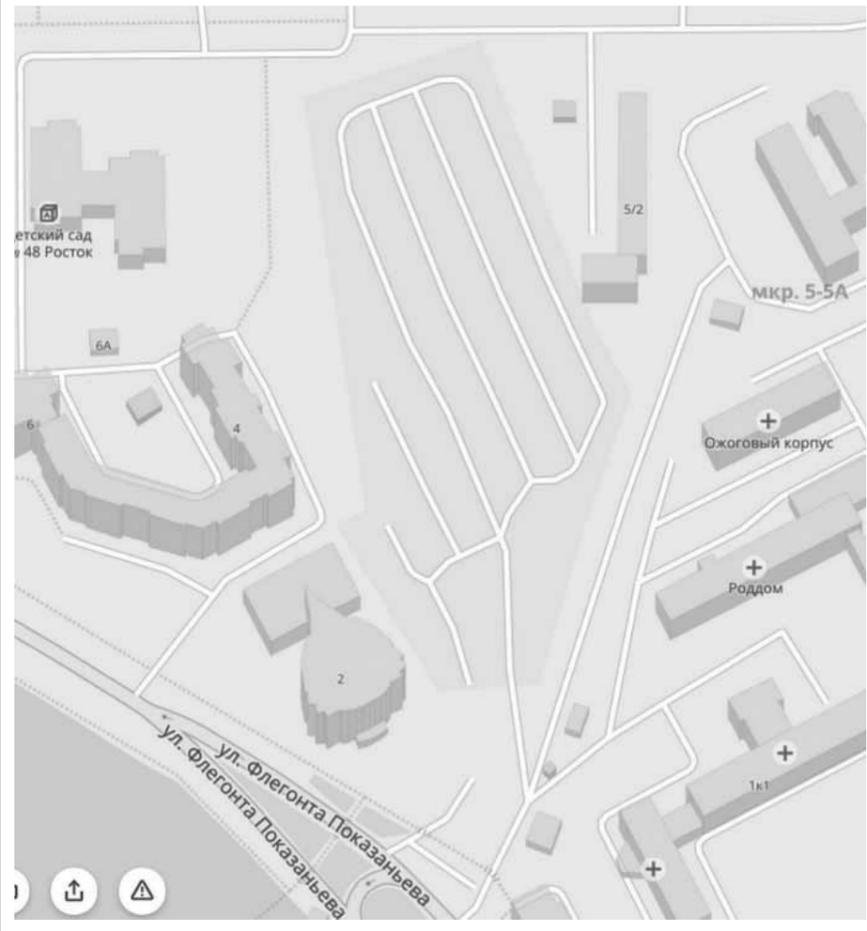 5/2
етский сад
48 Росток
мкр. 5-5А
6А
6
4
Ожоговый корпус
Роддом
2
ул. Флегонта Показаньева
ул. Флегонта Показаньева
1к1